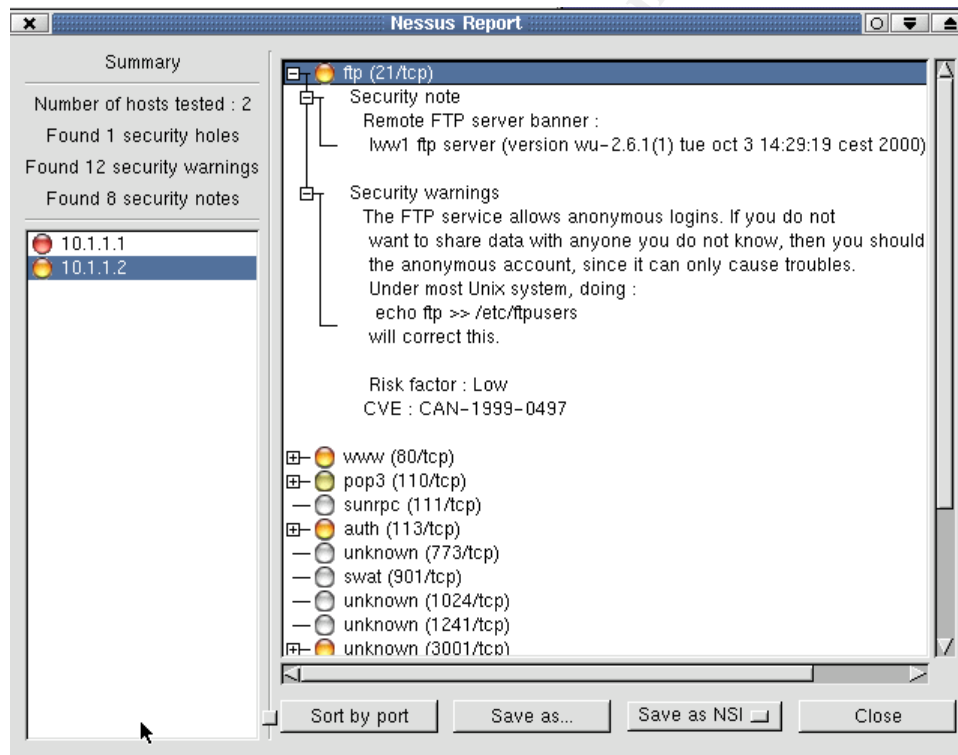 Nessus Report
Summary
Number of hosts tested : 2
Found 1 security holes
Found 12 security warnings
Found 8 security notes
10.1.1.1
10.1.1.2
ftp (21/tcp)
Security note
Remote FTP server banner :
lww1 ftp server (version wu-2.6.1(1) tue oct 3 14:29:19 cest 2000)
Security warnings
The FTP service allows anonymous logins. If you do not
want to share data with anyone you do not know, then you should
the anonymous account, since it can only cause troubles.
Under most Unix system, doing :
echo ftp >> /etc/ftpusers
will correct this.
Risk factor : Low
CVE : CAN-1999-0497
www (80/tcp)
pop3 (110/tcp)
sunrpc (111/tcp)
auth (113/tcp)
unknown (773/tcp)
swat (901/tcp)
unknown (1024/tcp)
unknown (1241/tcp)
unknown (3001/tcp)
Sort by port
Save as...
Save as NSI
Close